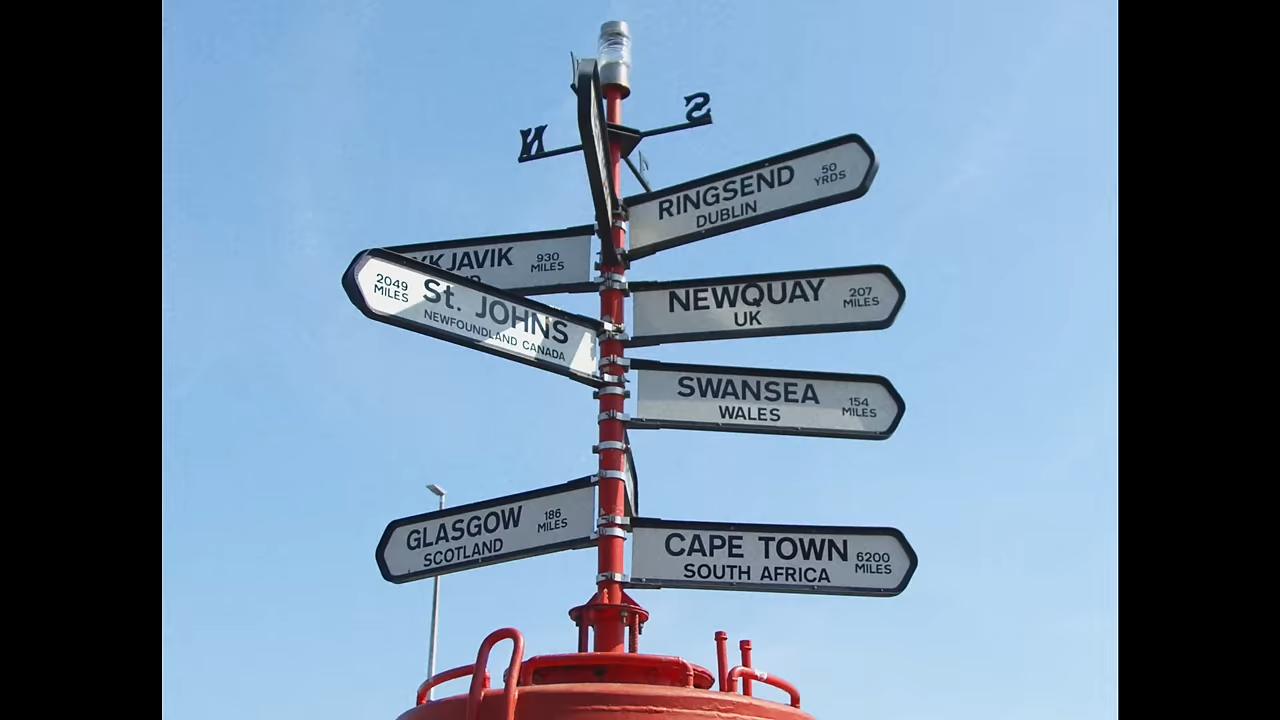 N
S
RINGSEND
DUBLIN
50
YRDS
930
MILES
2049
MILES
St. JOHNS
NEWFOUNDLAND CANADA
NEWQUAY
UK
207
MILES
SWANSEA
WALES
154
MILES
GLASGOW
SCOTLAND
186
MILES
CAPE TOWN
SOUTH AFRICA
6200
MILES